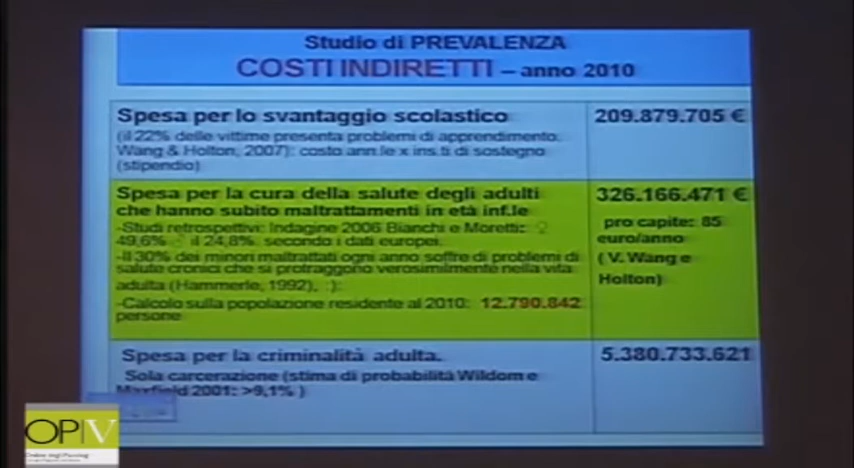 Studio di PREVALENZA
COSTI INDIRETTI – anno 2010
Spesa per lo svantaggio scolastico
209.879.705 €
(il 22% delle vittime presenta problemi di apprendimento.
Wang & Holton, 2007): costo ann.le x ins.ti di sostegno
(stipendio)
Spesa per la cura della salute degli adulti
che hanno subito maltrattamenti in età inf.le
-Studi retrospettivi: Indagine 2006 Bianchi e Moretti: ♀
49,6% ♂ il 24,8% secondo i dati europei.
-Il 30% dei minori maltrattati ogni anno soffre di problemi di
salute cronici che si protraggono verosimilmente nella vita
adulta (Hammerle, 1992),
-Calcolo sulla popolazione residente al 2010: 12.790.842
persone
326.166.471 €
pro capite: 85
euro/anno
( V. Wang e
Holton)
Spesa per la criminalità adulta.
5.380.733.621
Sola carcerazione (stima di probabilità Wildom e
Maxfield 2001: >9,1% )
OPV